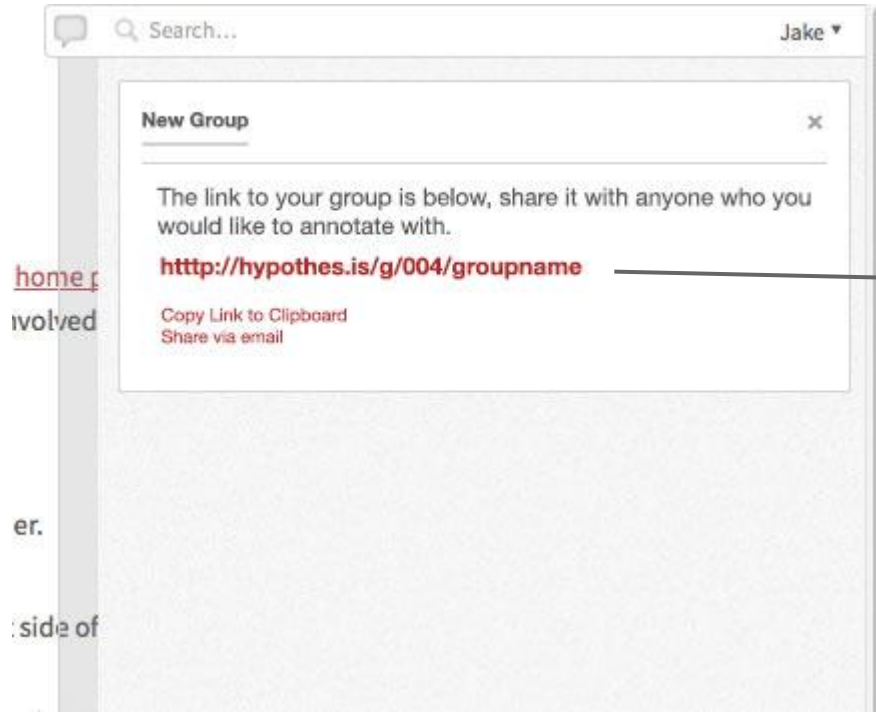 Search...
Jake ▾
New Group
×
The link to your group is below, share it with anyone who you
would like to annotate with.
htttp://hypothes.is/g/004/groupname
home p
nvolved
Copy Link to Clipboard
Share via email
er.
side of